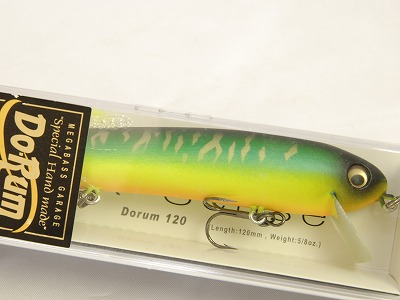 MEGABASS GARAGE
"Special Hand made"
DoRum
Dorum 120
(Length:120mm , Weight:5/8oz.)